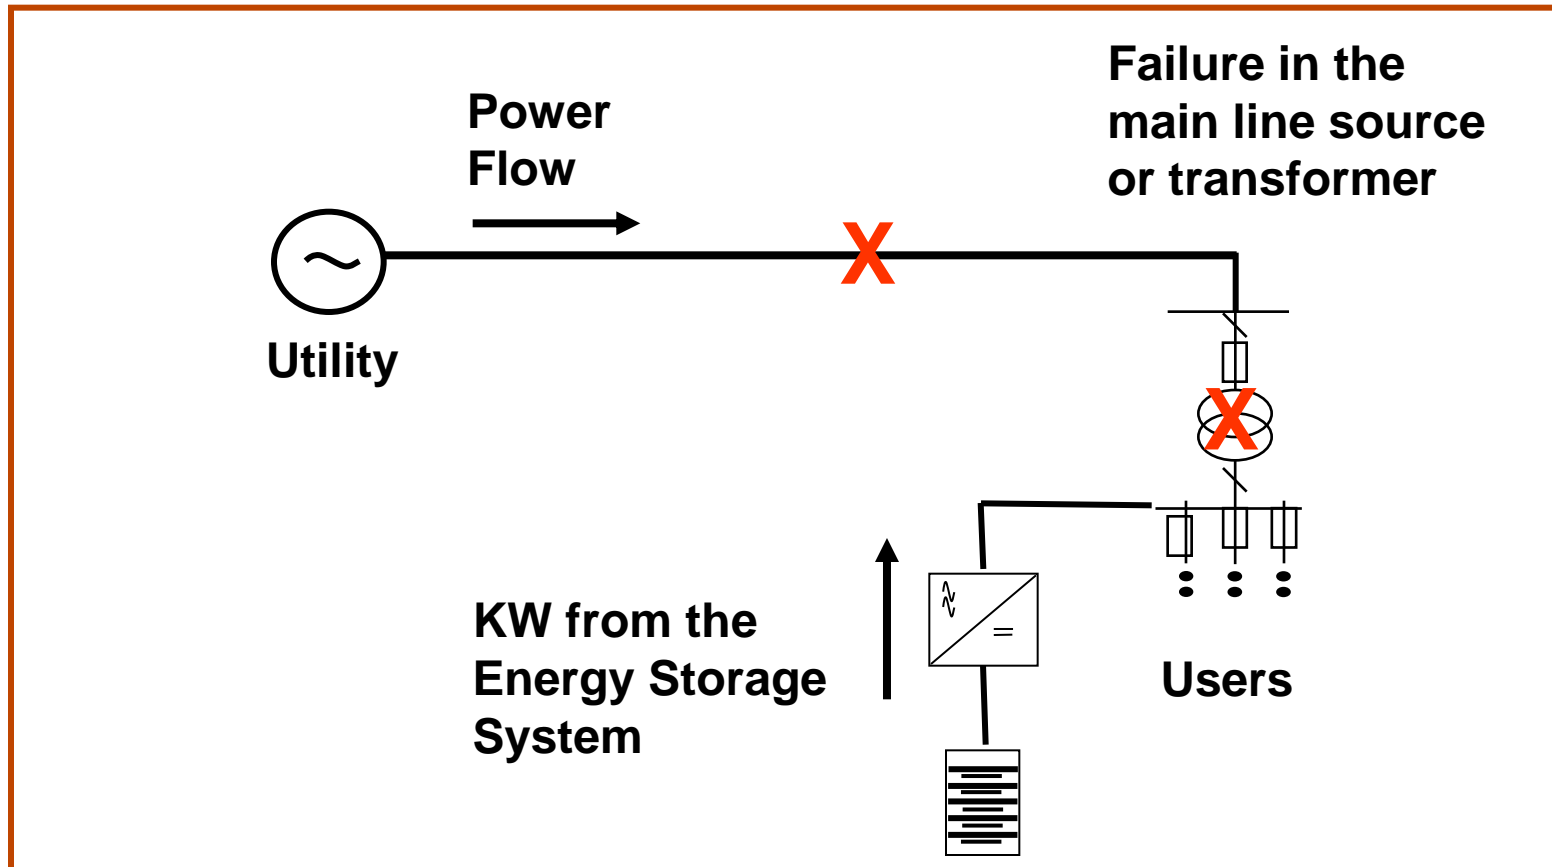 Failure in the
main line source
or transformer
Power
Flow
Utility
KW from the
Energy Storage
System
Users